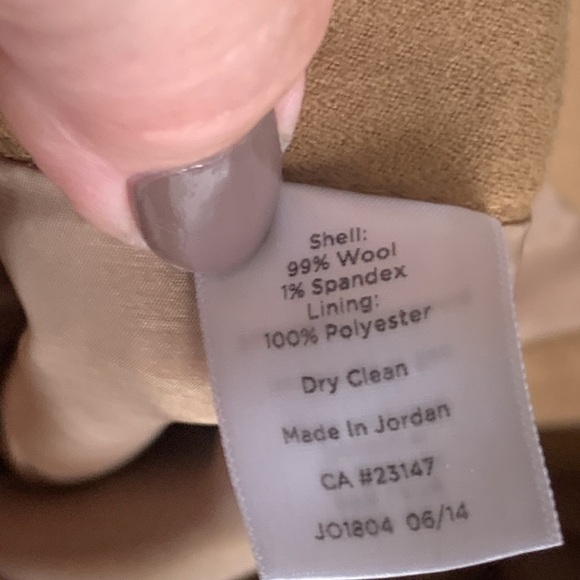 Shell:
99% Wool
1% Spandex
Lining:
100% Polyester
Dry Clean
Made In Jordan
CA #23147
JO1804 06/14